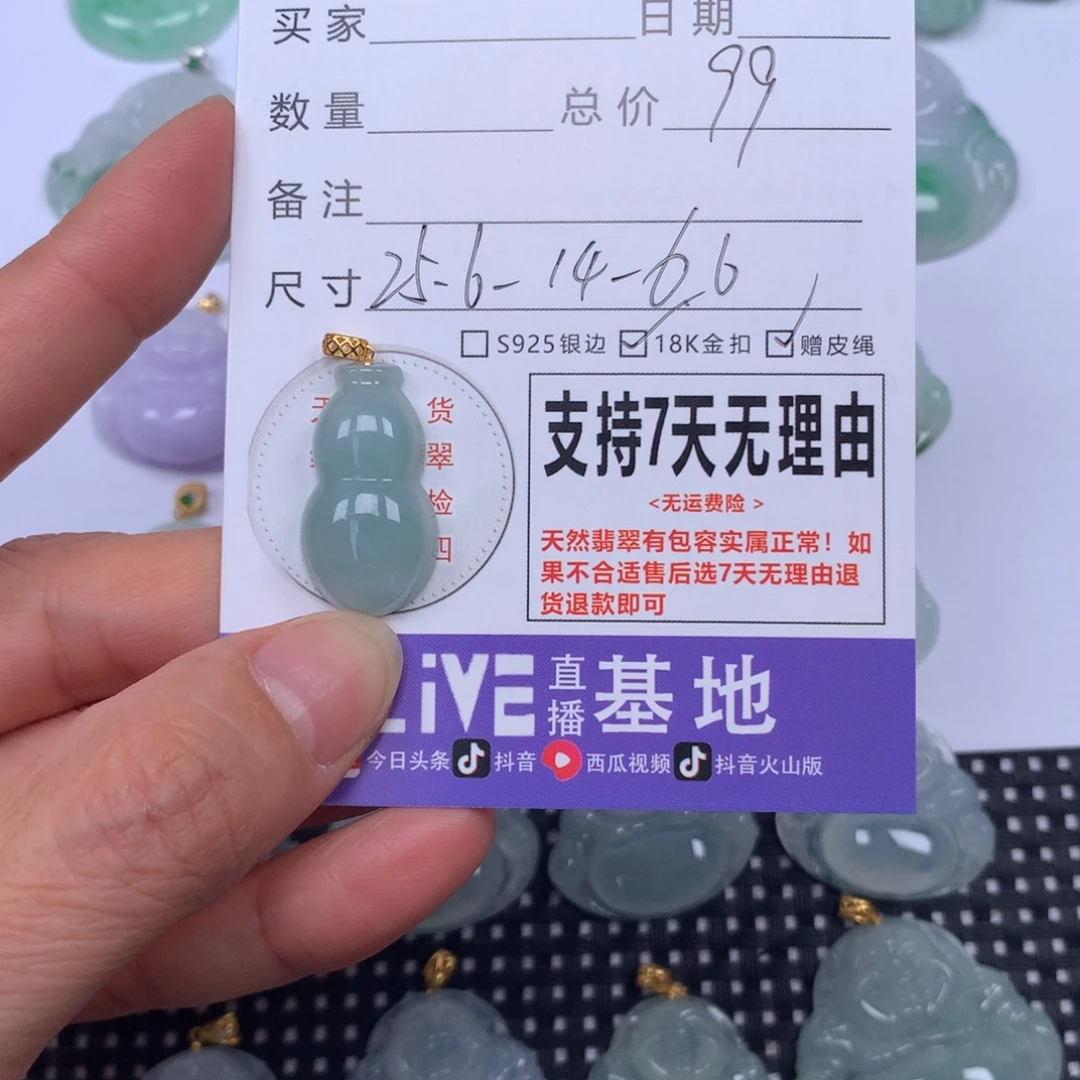 买家 日期
数量 总价 99
备注
尺寸 25.6-14-6.6
S925银边 18K金扣 赠皮绳
货
翠
检
四
支持7天无理由
<无运费险 >
天然翡翠有包容实属正常！如
果不合适售后选7天无理由退
货退款即可
LiVE 直播 基地
今日头条 抖音 西瓜视频 抖音火山版